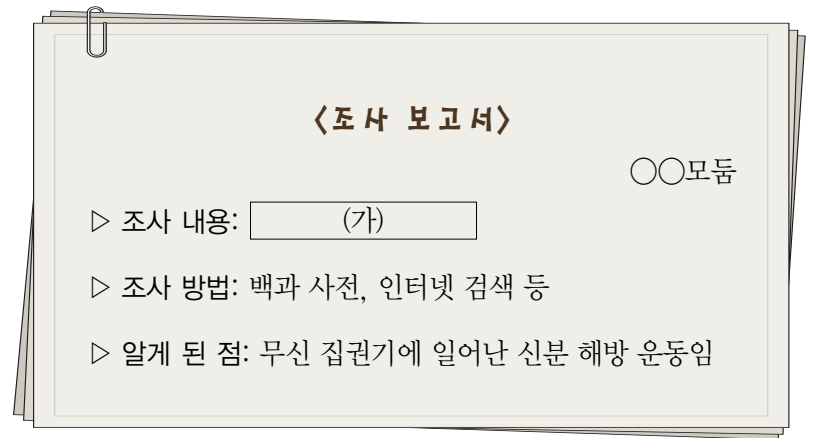 〈조사 보고서〉
○○모둠
▷ 조사 내용: (가)
▷ 조사 방법: 백과 사전, 인터넷 검색 등
▷ 알게 된 점: 무신 집권기에 일어난 신분 해방 운동임